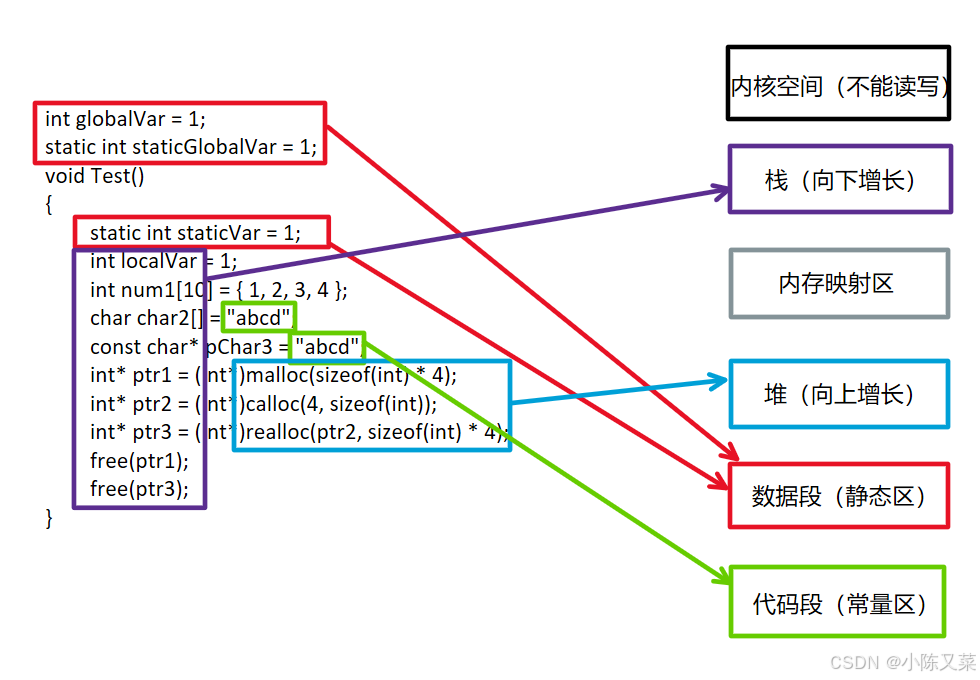 int globalVar = 1;
static int staticGlobalVar = 1;
void Test()
{
static int staticVar = 1;
int localVar = 1;
int num1[10] = { 1, 2, 3, 4 };
char char2[] = "abcd";
const char* pChar3 = "abcd";
int* ptr1 = (int*)malloc(sizeof(int) * 4);
int* ptr2 = (int*)calloc(4, sizeof(int));
int* ptr3 = (int*)realloc(ptr2, sizeof(int) * 4);
free(ptr1);
free(ptr3);
}
内核空间（不能读写）
栈（向下增长）
内存映射区
堆（向上增长）
数据段（静态区）
代码段（常量区）
CSDN @小陈又菜